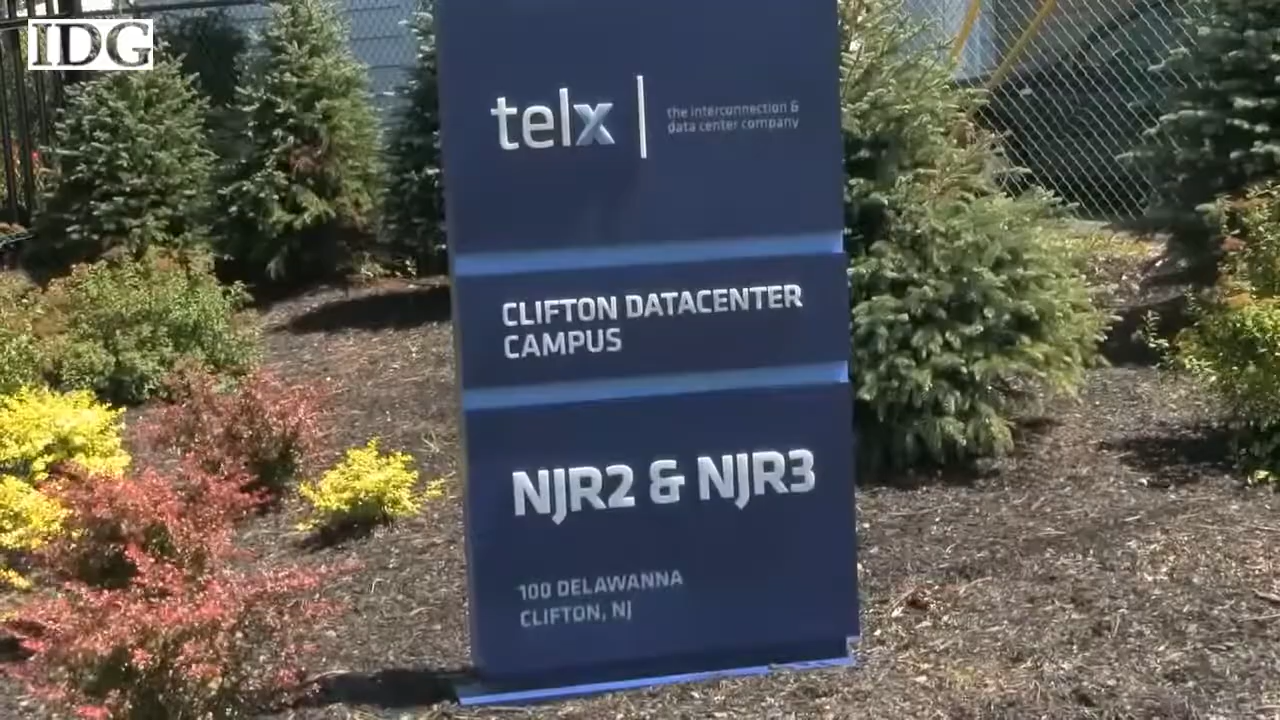 IDG
telx
the interconnection &
data center company
CLIFTON DATACENTER
CAMPUS
NJR2 & NJR3
100 DELAWANNA
CLIFTON, NJ